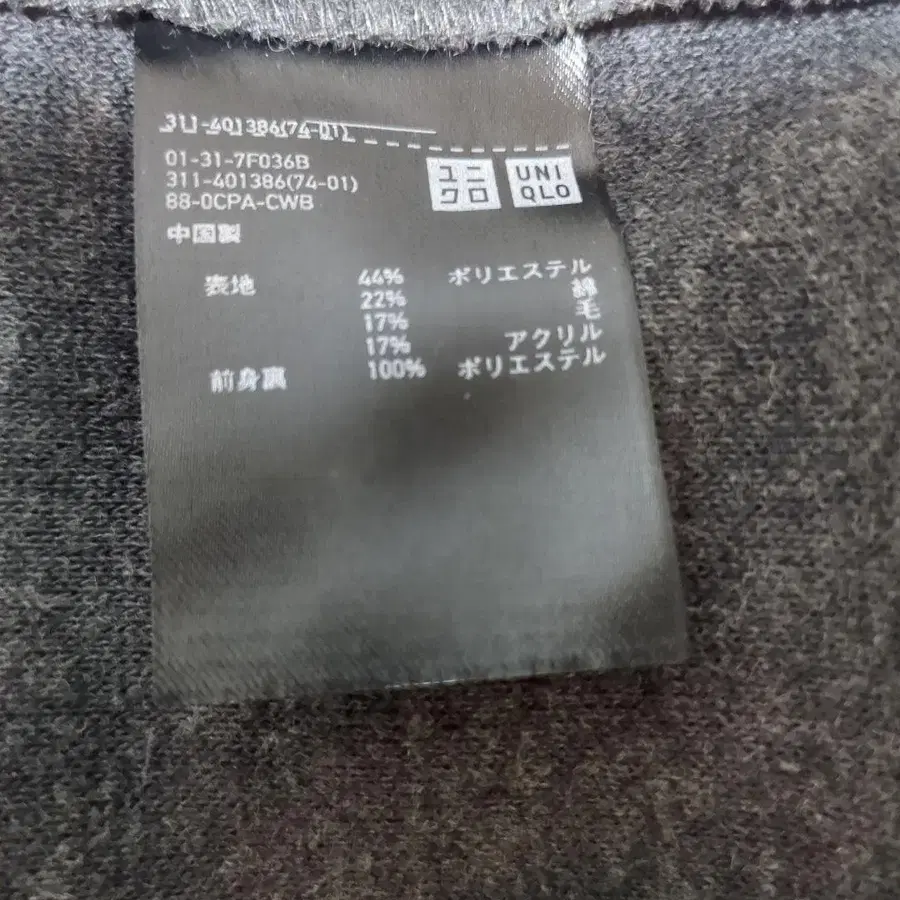 311-401386(74-01)
01-31-7F036B
311-401386(74-01)
88-0CPA-CWB
ユニ
クロ
UNI
QLO
中国製
表地 44% ポリエステル
22% 綿
17% 毛
17% アクリル
前身裏 100% ポリエステル